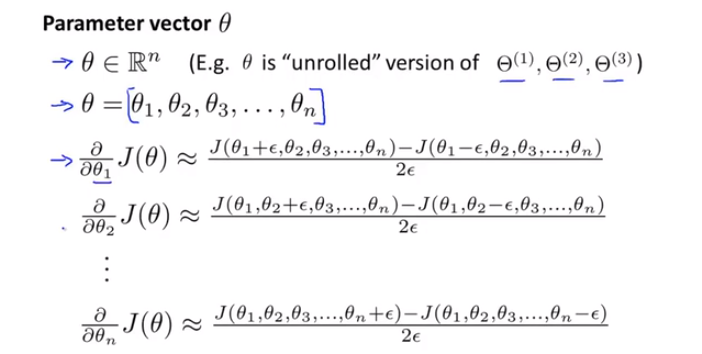 Parameter vector θ
→ θ ∈ ℝⁿ (E.g. θ is “unrolled” version of Θ⁽¹⁾, Θ⁽²⁾, Θ⁽³⁾)
→ θ = [θ₁, θ₂, θ₃, …, θₙ]
→ ∂/∂θ₁ J(θ) ≈ (J(θ₁+ϵ,θ₂,θ₃,…,θₙ)−J(θ₁−ϵ,θ₂,θ₃,…,θₙ))/2ϵ
∂/∂θ₂ J(θ) ≈ (J(θ₁,θ₂+ϵ,θ₃,…,θₙ)−J(θ₁,θ₂−ϵ,θ₃,…,θₙ))/2ϵ
⋮
∂/∂θₙ J(θ) ≈ (J(θ₁,θ₂,θ₃,…,θₙ+ϵ)−J(θ₁,θ₂,θ₃,…,θₙ−ϵ))/2ϵ